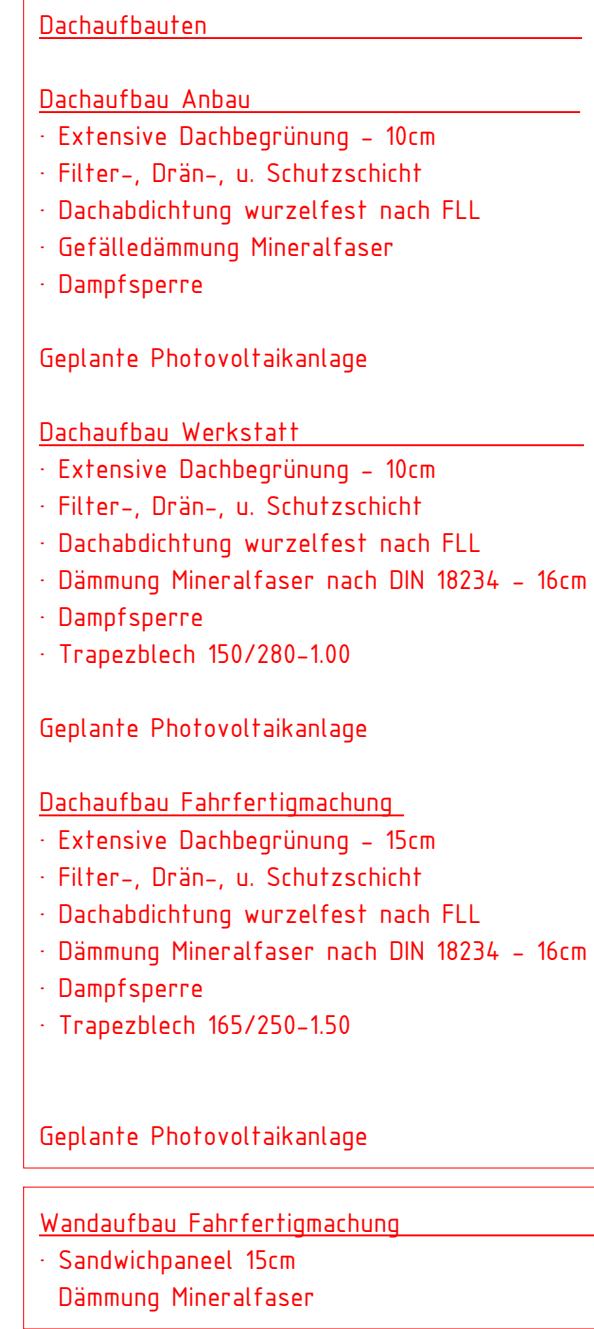 Dachaufbauten
Dachaufbau Anbau
· Extensive Dachbegrünung - 10cm
· Filter-, Drän-, u. Schutzschicht
· Dachabdichtung wurzelfest nach FLL
· Gefälledämmung Mineralfaser
· Dampfsperre
Geplante Photovoltaikanlage
Dachaufbau Werkstatt
· Extensive Dachbegrünung - 10cm
· Filter-, Drän-, u. Schutzschicht
· Dachabdichtung wurzelfest nach FLL
· Dämmung Mineralfaser nach DIN 18234 - 16cm
· Dampfsperre
· Trapezblech 150/280-1.00
Geplante Photovoltaikanlage
Dachaufbau Fahrfertigmachung
· Extensive Dachbegrünung - 15cm
· Filter-, Drän-, u. Schutzschicht
· Dachabdichtung wurzelfest nach FLL
· Dämmung Mineralfaser nach DIN 18234 - 16cm
· Dampfsperre
· Trapezblech 165/250-1.50
Geplante Photovoltaikanlage
Wandaufbau Fahrfertigmachung
· Sandwichpaneel 15cm
Dämmung Mineralfaser